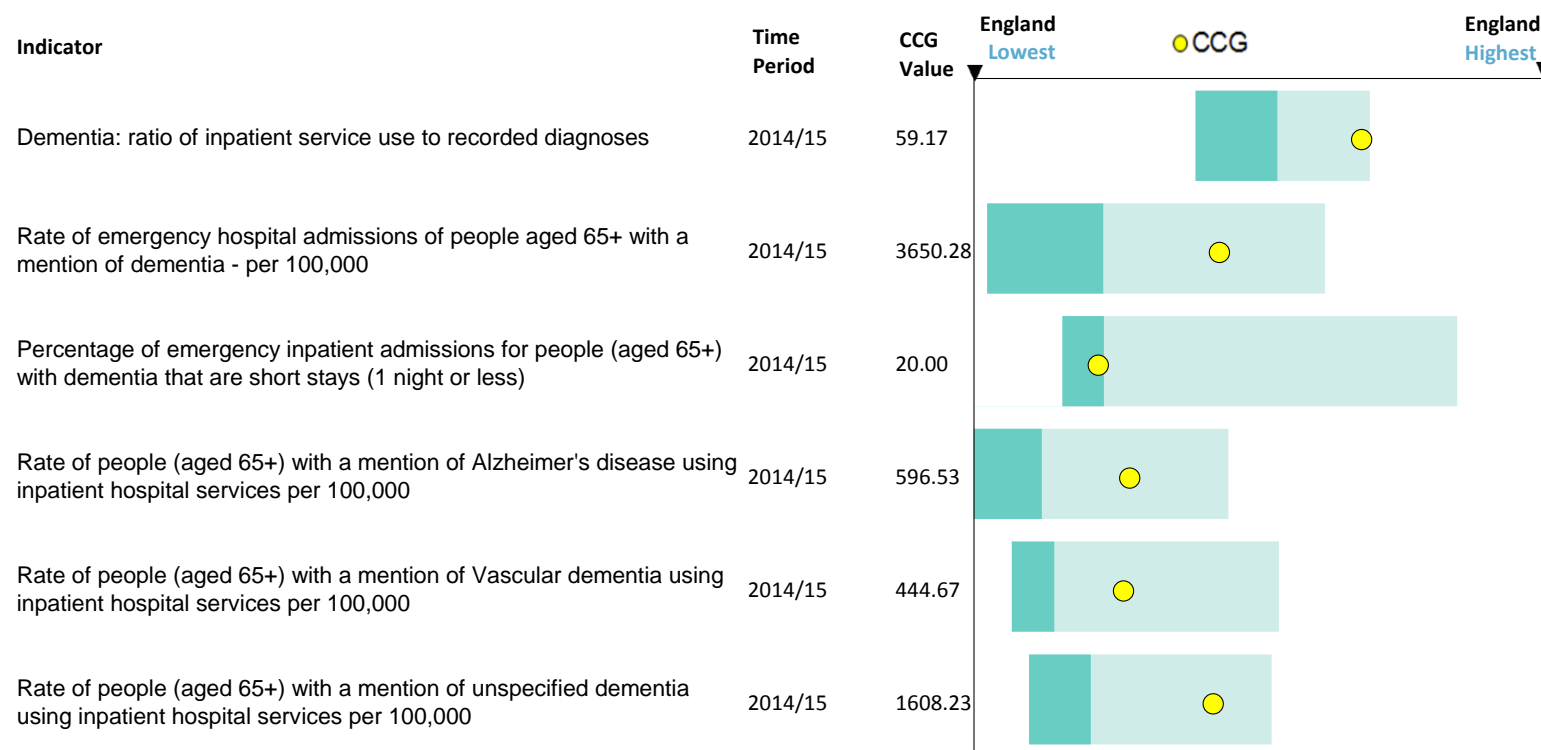 Indicator
Time
Period
CCG
Value
England
Lowest
CCG
England
Highest
Dementia: ratio of inpatient service use to recorded diagnoses
2014/15
59.17
Rate of emergency hospital admissions of people aged 65+ with a
mention of dementia - per 100,000
2014/15
3650.28
Percentage of emergency inpatient admissions for people (aged 65+)
with dementia that are short stays (1 night or less)
2014/15
20.00
Rate of people (aged 65+) with a mention of Alzheimer's disease using
inpatient hospital services per 100,000
2014/15
596.53
Rate of people (aged 65+) with a mention of Vascular dementia using
inpatient hospital services per 100,000
2014/15
444.67
Rate of people (aged 65+) with a mention of unspecified dementia
using inpatient hospital services per 100,000
2014/15
1608.23